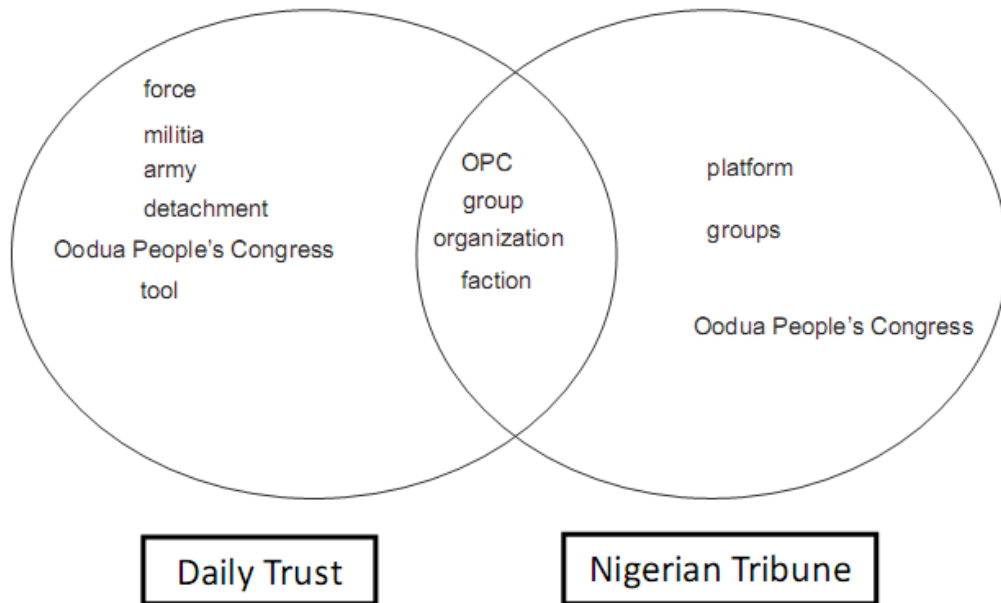 force
militia
army
detachment
Oodua People's Congress
tool
OPC
group
organization
faction
platform
groups
Oodua People's Congress
Daily Trust
Nigerian Tribune